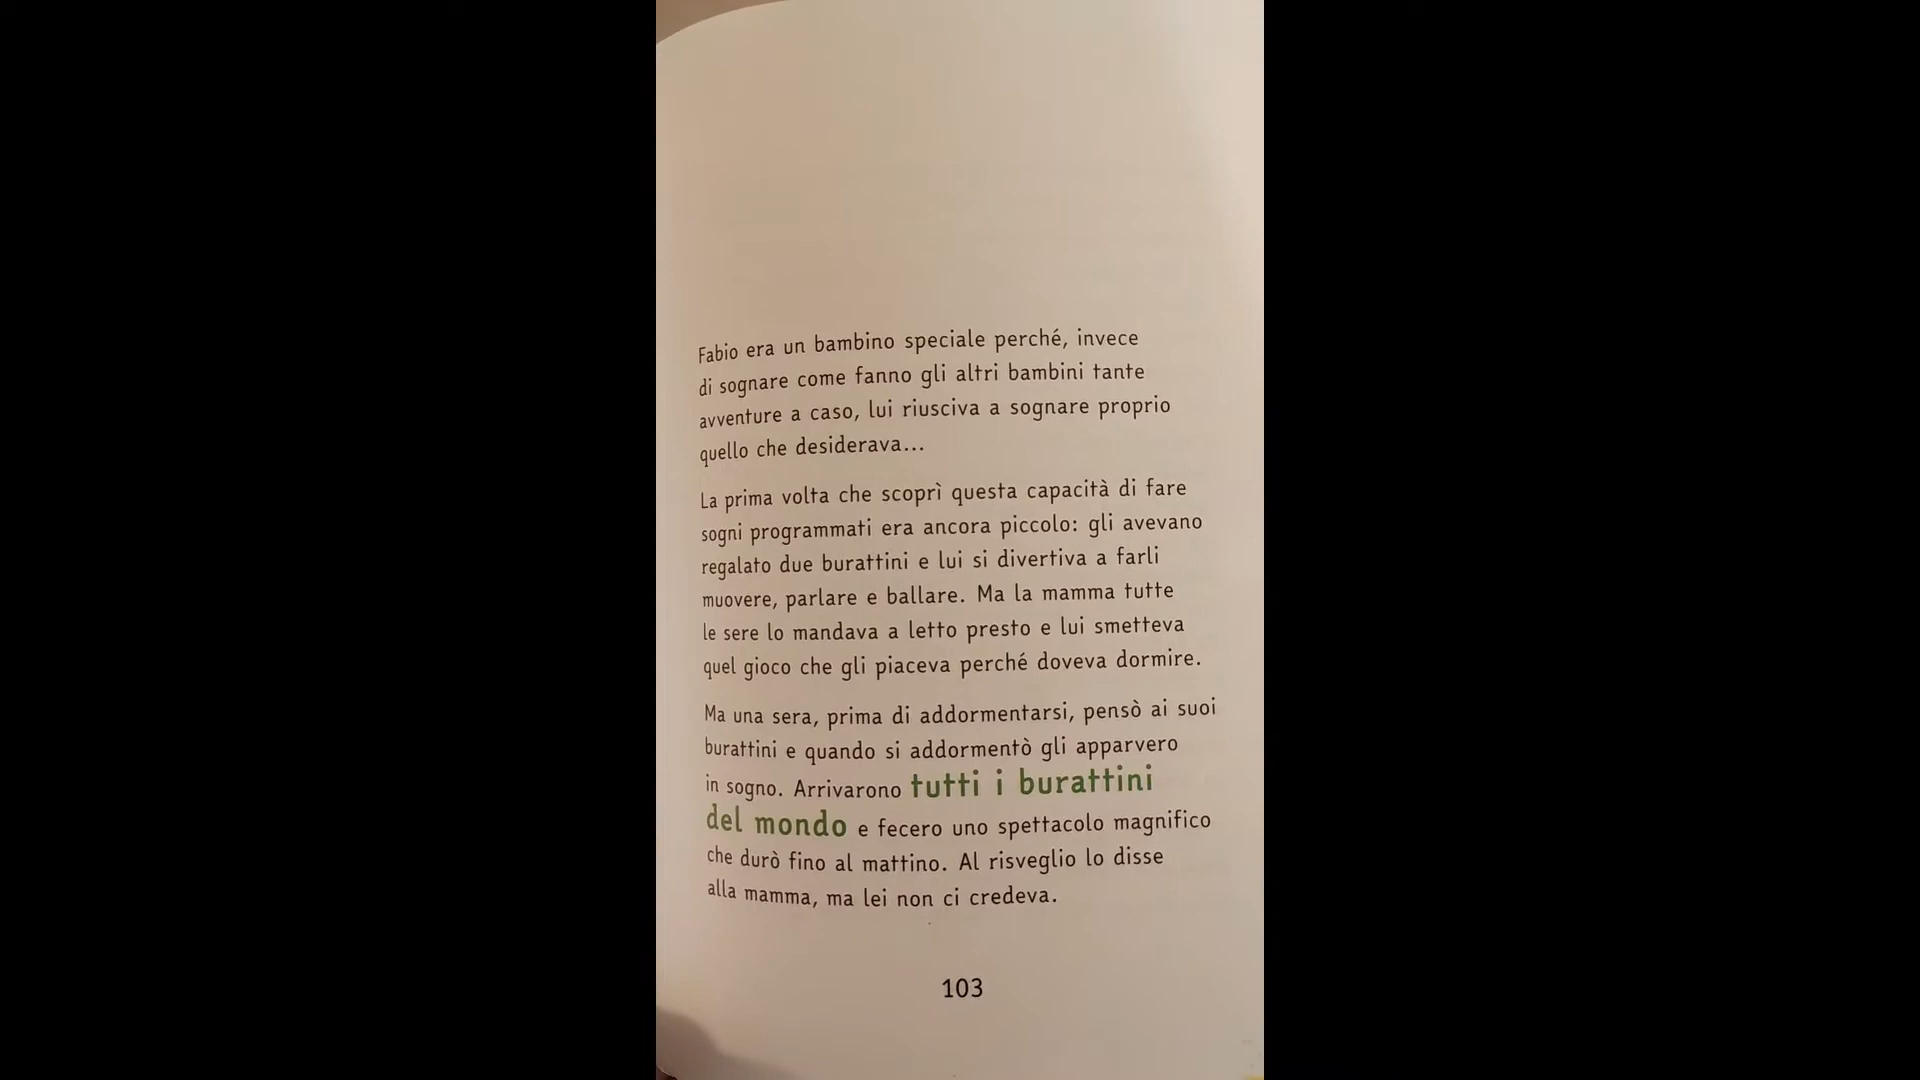 Fabio era un bambino speciale perché, invece
di sognare come fanno gli altri bambini tante
avventure a caso, lui riusciva a sognare proprio
quello che desiderava...
La prima volta che scoprì questa capacità di fare
sogni programmati era ancora piccolo: gli avevano
regalato due burattini e lui si divertiva a farli
muovere, parlare e ballare. Ma la mamma tutte
le sere lo mandava a letto presto e lui smetteva
quel gioco che gli piaceva perché doveva dormire.
Ma una sera, prima di addormentarsi, pensò ai suoi
burattini e quando si addormentò gli apparvero
in sogno. Arrivarono tutti i burattini
del mondo e fecero uno spettacolo magnifico
che durò fino al mattino. Al risveglio lo disse
alla mamma, ma lei non ci credeva.
103